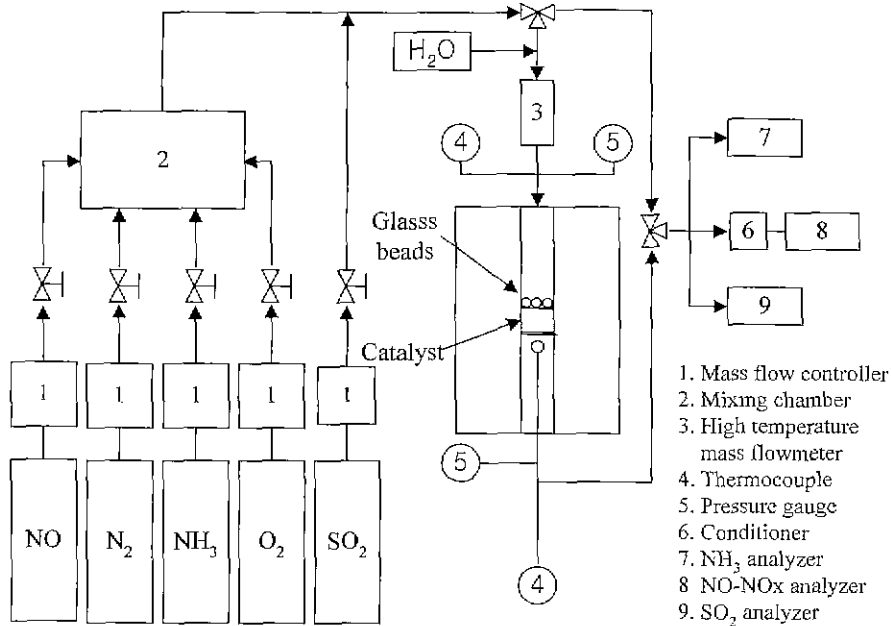 H2O
3
2
4
5
7
6
8
9
Glasss
beads
Catalyst
1
1
1
1
1
5
4
NO
N2
NH3
O2
SO2
1. Mass flow controller
2. Mixing chamber
3. High temperature
mass flowmeter
4. Thermocouple
5. Pressure gauge
6. Conditioner
7. NH3 analyzer
8 NO-NOx analyzer
9. SO2 analyzer